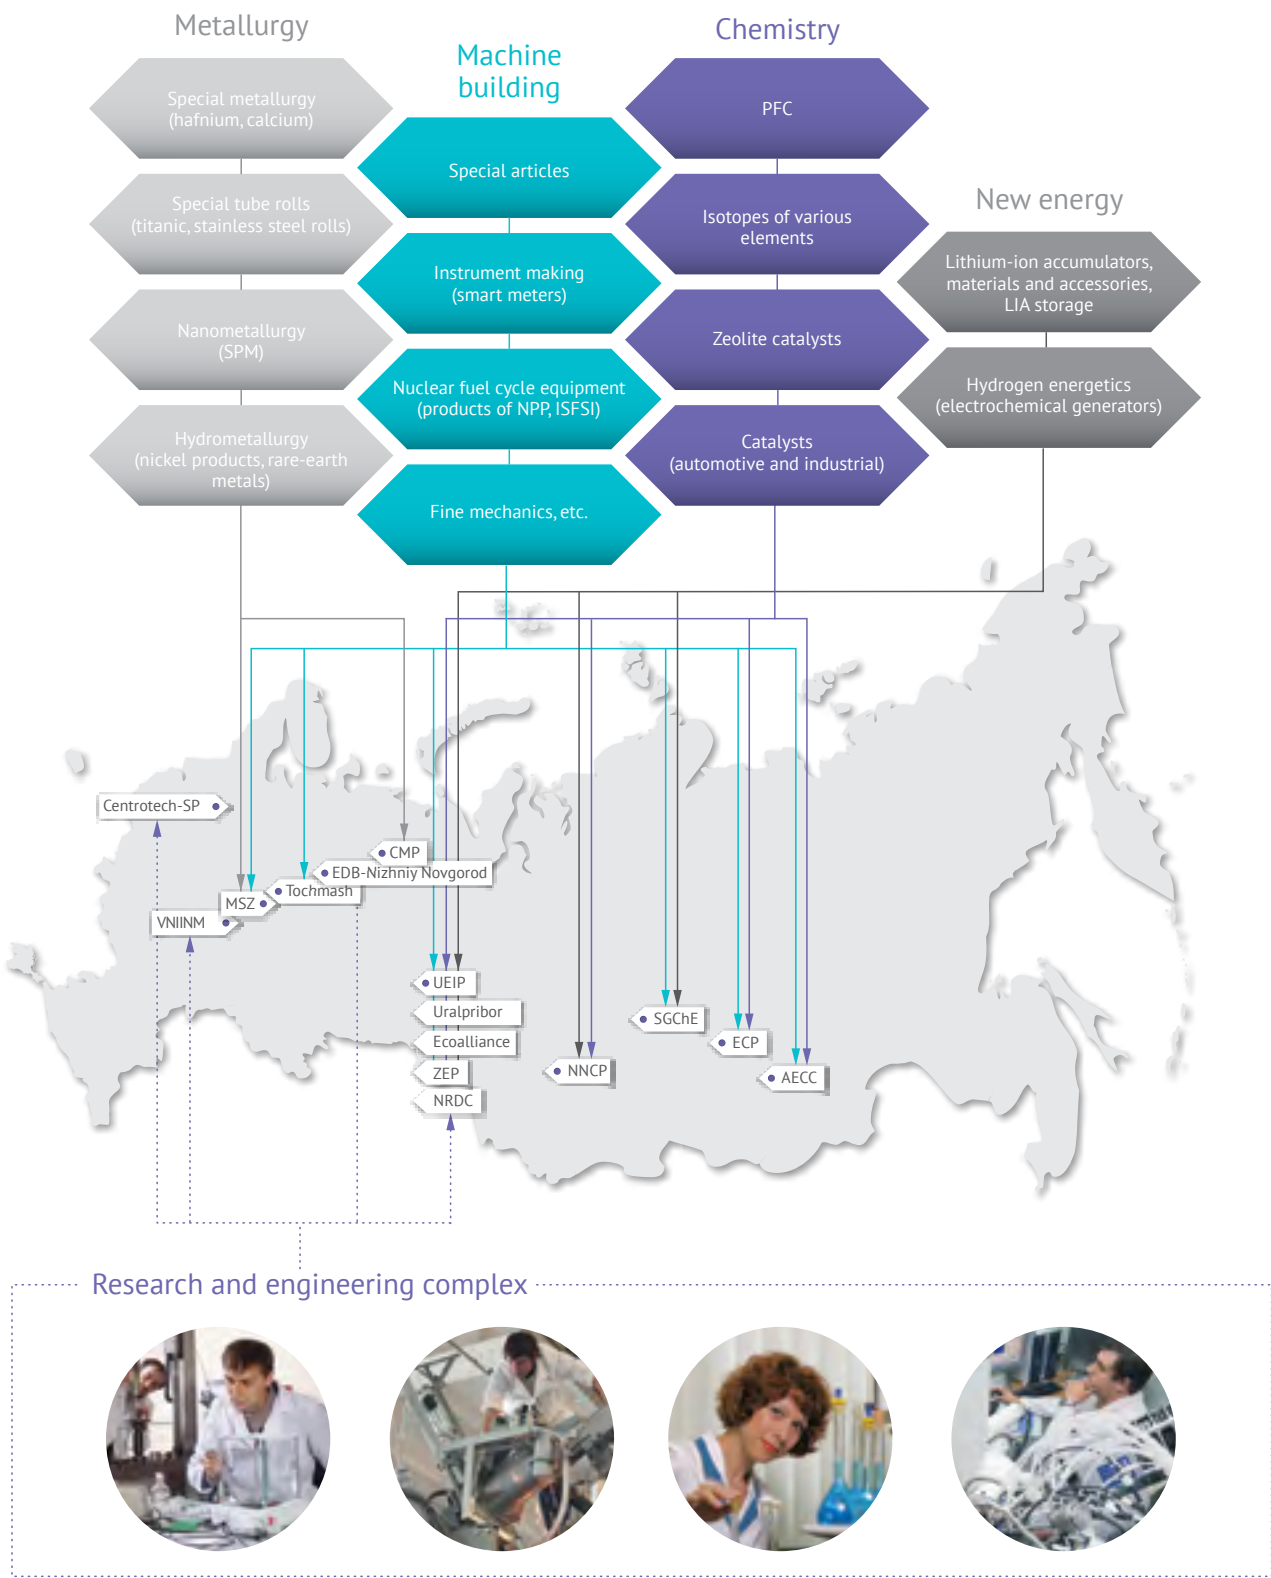 Metallurgy
Special metallurgy
(hafnium, calcium)
Special tube rolls
(titanic, stainless steel rolls)
Nanometallurgy
(SPM)
Hydrometallurgy
(nickel products, rare-earth
metals)
Machine
building
Special articles
Instrument making
(smart meters)
Nuclear fuel cycle equipment
(products of NPP, ISFSI)
Fine mechanics, etc.
Chemistry
PFC
Isotopes of various
elements
Zeolite catalysts
Catalysts
(automotive and industrial)
New energy
Lithium-ion accumulators,
materials and accessories,
LIA storage
Hydrogen energetics
(electrochemical generators)
Centrotech-SP
CMP
EDB-Nizhniy Novgorod
Tochmash
MSZ
VNIINM
UEIP
Uralpribor
Ecoalliance
ZEP
NRDC
NNCP
SGChE
ECP
AECC
Research and engineering complex